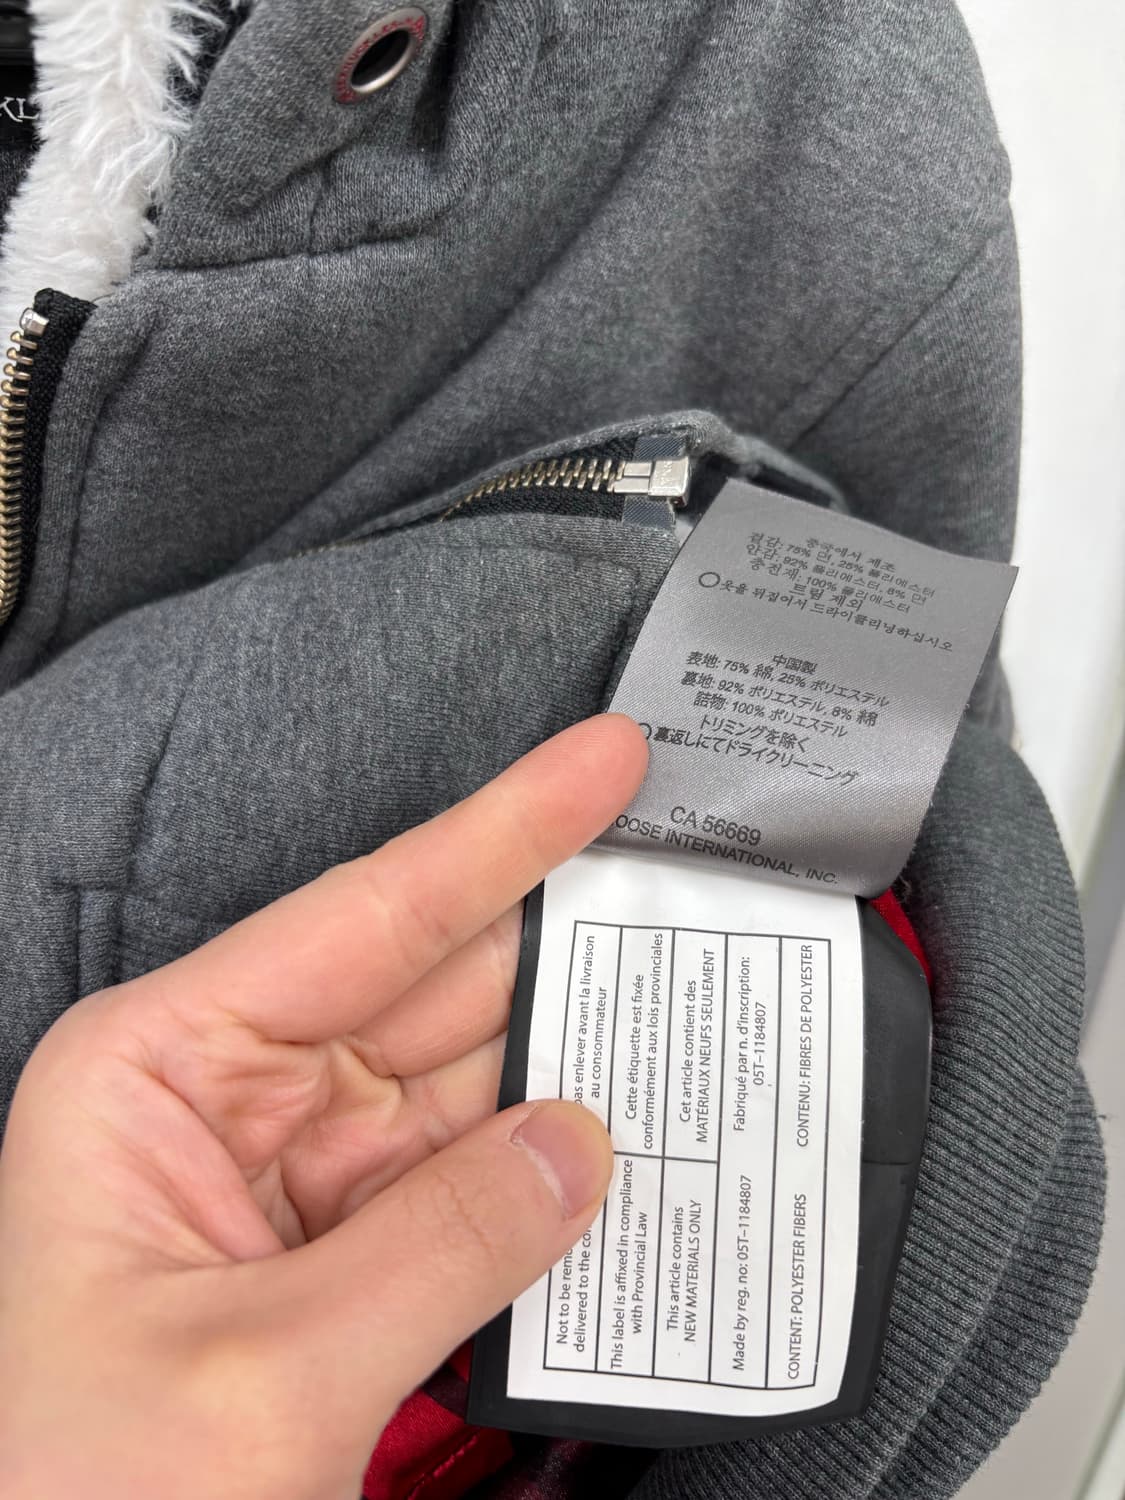 KL
중국에서 제조
겉감: 75% 면, 25% 폴리에스터
안감: 92% 폴리에스터, 8% 면
충전재: 100% 폴리에스터
트림 제외
옷을 뒤집어서 드라이클리닝하십시오
中国製
表地: 75% 綿, 25% ポリエステル
裏地: 92% ポリエステル, 8% 綿
詰物: 100% ポリエステル
トリミングを除く
裏返しにてドライクリーニング
CA 56669
OOSE INTERNATIONAL, INC.
pas enlever avant la livraison
au consommateur
Not to be remo
delivered to the co
Cette étiquette est fixée
conformément aux lois provinciales
This label is affixed in compliance
with Provincial Law
Cet article contient des
MATÉRIAUX NEUFS SEULEMENT
This article contains
NEW MATERIALS ONLY
Fabriqué par n. d'inscription:
05T-1184807
Made by reg. no: 05T-1184807
CONTENU: FIBRES DE POLYESTER
CONTENT: POLYESTER FIBERS